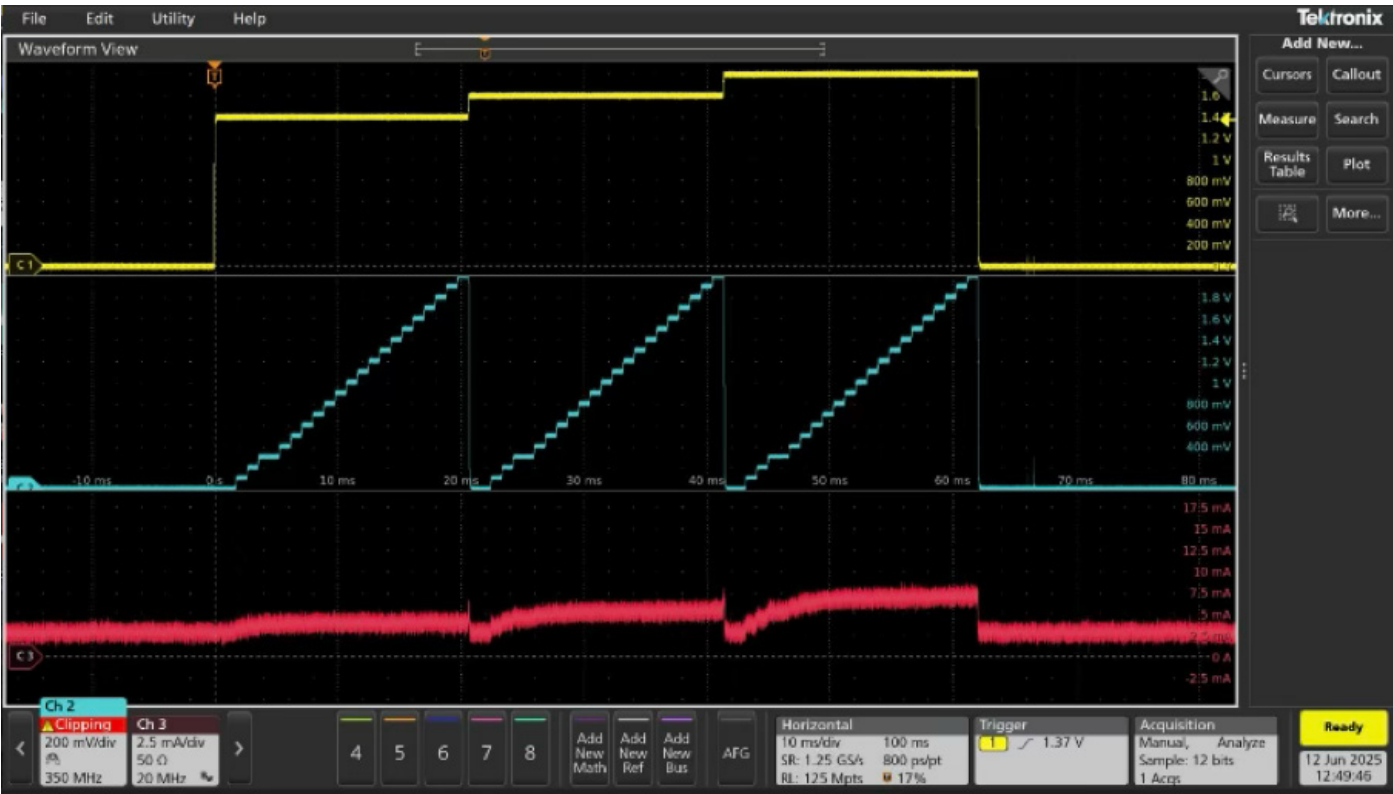 File Edit Utility Help
Tektronix
Waveform View
Add New...
Cursors Callout
Measure Search
Results Table Plot
More...
T
T
1.6
1.4
1.2 V
1 V
800 mV
600 mV
400 mV
200 mV
C1
1.8 V
1.6 V
1.4 V
1.2 V
1 V
800 mV
600 mV
400 mV
-10 ms 0 s 10 ms 20 ms 30 ms 40 ms 50 ms 60 ms 70 ms 80 ms
17.5 mA
15 mA
12.5 mA
10 mA
7.5 mA
5 mA
2.5 mA
0 A
-2.5 mA
C3
Ch 2
Clipping
200 mV/div
350 MHz
Ch 3
2.5 mA/div
50 Ω
20 MHz
4 5 6 7 8
Add New Math
Add New Ref
Add New Bus
AFG
Horizontal
10 ms/div 100 ms
SR: 1.25 GS/s 800 ps/pt
RL: 125 Mpts 17%
Trigger
1 1.37 V
Acquisition
Manual, Analyze
Sample: 12 bits
1 Acqs
Ready
12 Jun 2025
12:49:46